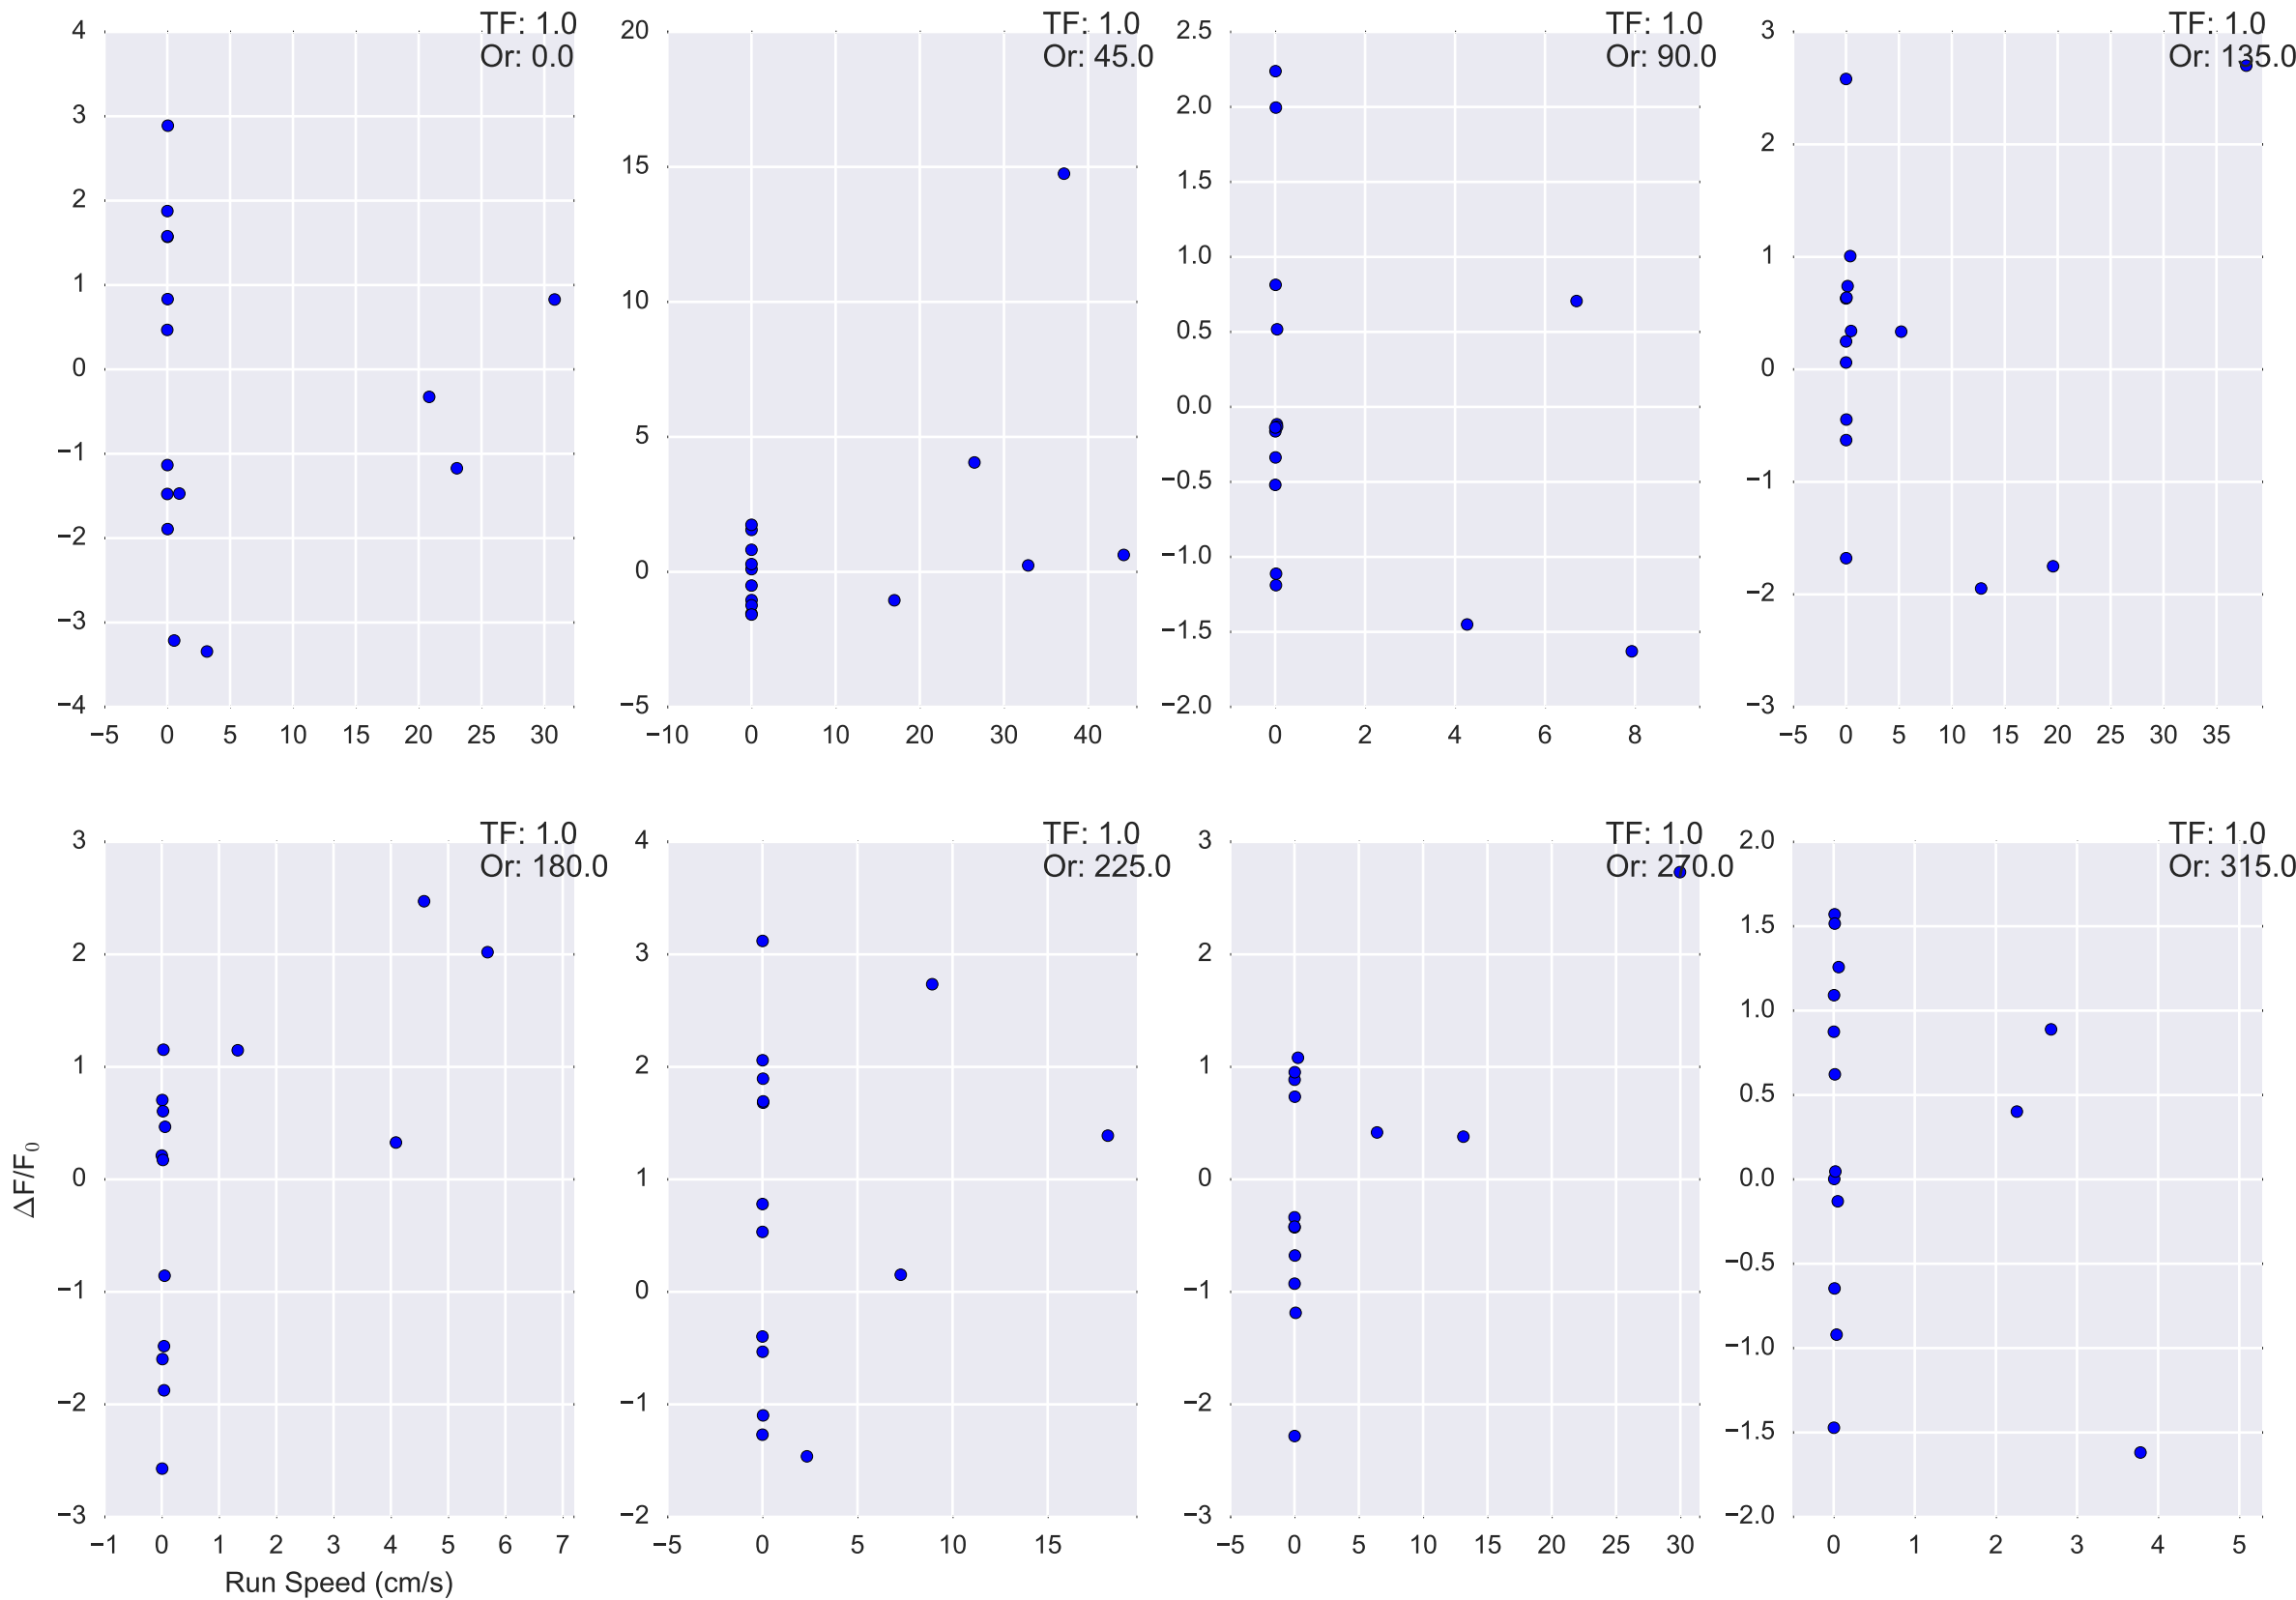 TF: 1.0
Or: 0.0
4
3
2
1
0
−1
−2
−3
−4
−5 0 5 10 15 20 25 30
TF: 1.0
Or: 45.0
20
15
10
5
0
−5
−10 0 10 20 30 40
TF: 1.0
Or: 90.0
2.5
2.0
1.5
1.0
0.5
0.0
−0.5
−1.0
−1.5
−2.0
0 2 4 6 8
TF: 1.0
Or: 135.0
3
2
1
0
−1
−2
−3
−5 0 5 10 15 20 25 30 35
TF: 1.0
Or: 180.0
3
2
1
0
−1
−2
−3
−1 0 1 2 3 4 5 6 7
Run Speed (cm/s)
ΔF/F₀
TF: 1.0
Or: 225.0
4
3
2
1
0
−1
−2
−5 0 5 10 15
TF: 1.0
Or: 270.0
3
2
1
0
−1
−2
−3
−5 0 5 10 15 20 25 30
TF: 1.0
Or: 315.0
2.0
1.5
1.0
0.5
0.0
−0.5
−1.0
−1.5
−2.0
0 1 2 3 4 5